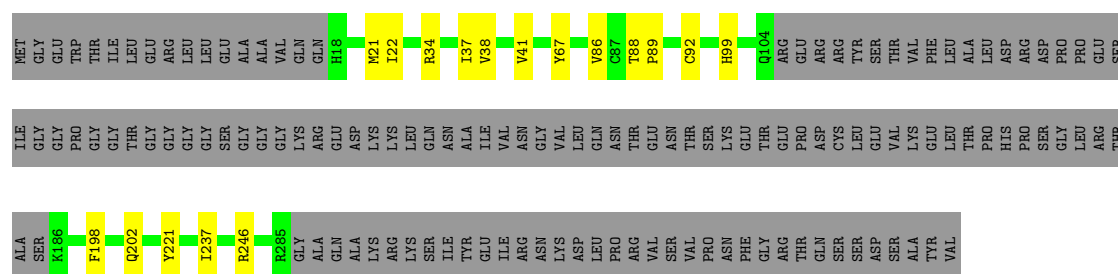 MET GLY GLU TRP THR ILE LEU GLU ARG LEU LEU GLU ALA ALA VAL GLN GLN H18 M21 I22 R34 I37 V38 V41 Y67 V86 C87 T88 P89 C92 H99 Q104 ARG GLU ARG ARG TYR SER THR VAL PHE LEU ALA LEU ASP ARG ASP PRO PRO GLU SER
ILE GLY GLY PRO GLY GLY THR GLY GLY GLY GLY SER GLY GLY GLY GLY LYS ARG GLU ASP LYS LYS LEU GLN ASN ALA ILE VAL ASN GLY VAL LEU GLN ASN THR GLU ASN THR SER LYS GLU THR GLU PRO ASP CYS LEU GLU VAL LYS GLU LEU THR PRO HIS PRO SER GLY LEU ARG THR
ALA SER K186 F198 Q202 Y221 I237 R246 R285 GLY ALA GLN ALA LYS ARG LYS SER ILE TYR GLU ILE ARG ASN LYS ASP LEU PRO ARG VAL SER VAL PRO ASN PHE GLY ARG THR GLN SER SER ASP SER ALA TYR VAL